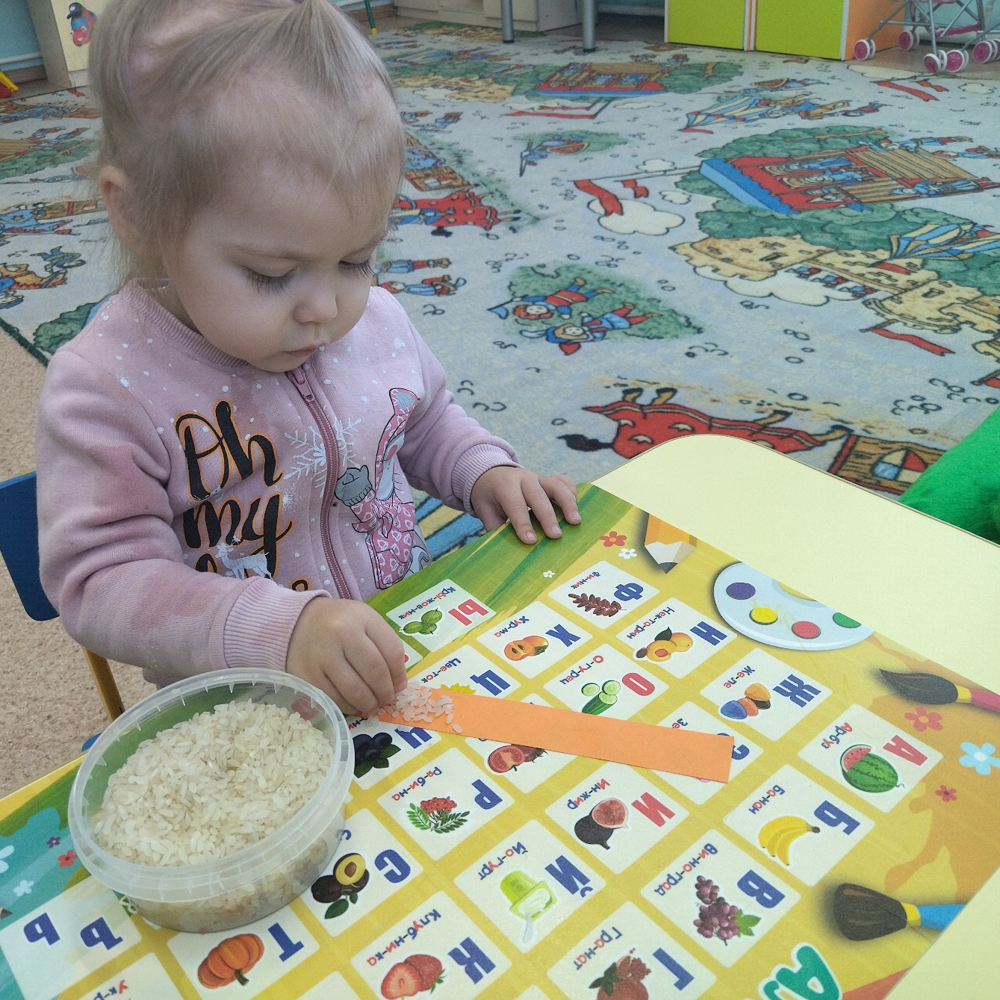 Oh
my
А
Ар-буз
Б
Ба-нан
В
Ви-но-град
Г
Гра-нат
Ж
Же-ле
И
Ин-жир
Й
Йо-гурт
К
Клуб-ни-ка
Н
Нек-та-рин
О
О-гу-рец
Р
Ря-би-на
С
Т
Ф
Фи-ник
Х
Хур-ма
Ц
Цве-ток
Ч
Ы
Кры-жов-ник
Ь
Ъ